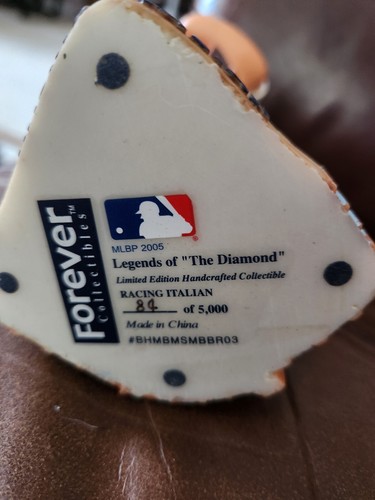 Forever™
Collectibles
MLBP 2005
Legends of "The Diamond"
Limited Edition Handcrafted Collectible
RACING ITALIAN
84 of 5,000
Made in China
#BHMBMSMBBR03